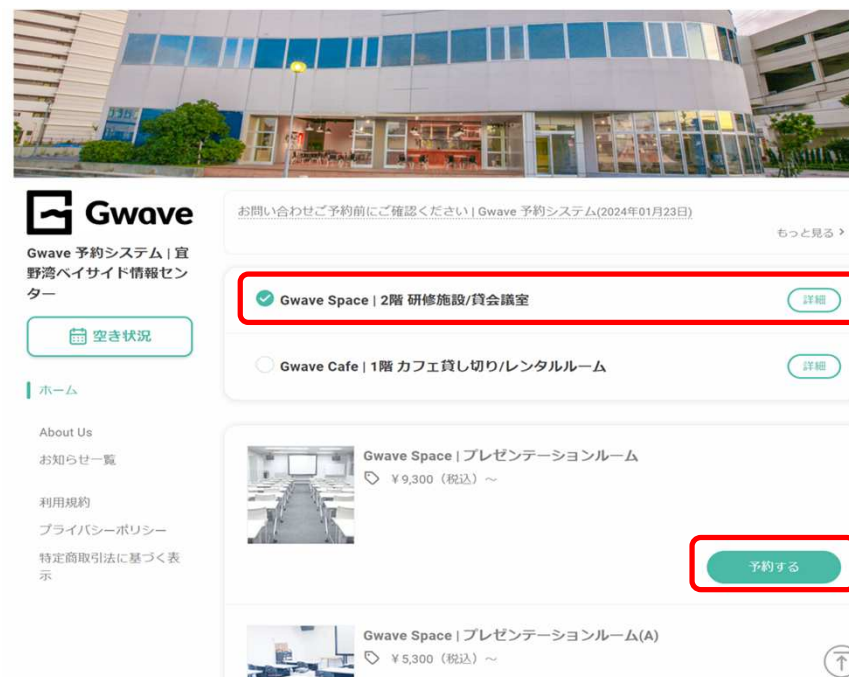 Gwave
Gwave 予約システム | 宜
野湾ベイサイド情報セン
ター
空き状況
ホーム
About Us
お知らせ一覧
利用規約
プライバシーポリシー
特定商取引法に基づく表
示
お問い合わせご予約前にご確認ください | Gwave 予約システム(2024年01月23日)
もっと見る
Gwave Space | 2階 研修施設/貸会議室
詳細
Gwave Cafe | 1階 カフェ貸し切り/レンタルルーム
詳細
Gwave Space | プレゼンテーションルーム
¥9,300(税込)～
予約する
Gwave Space | プレゼンテーションルーム(A)
¥5,300(税込)～